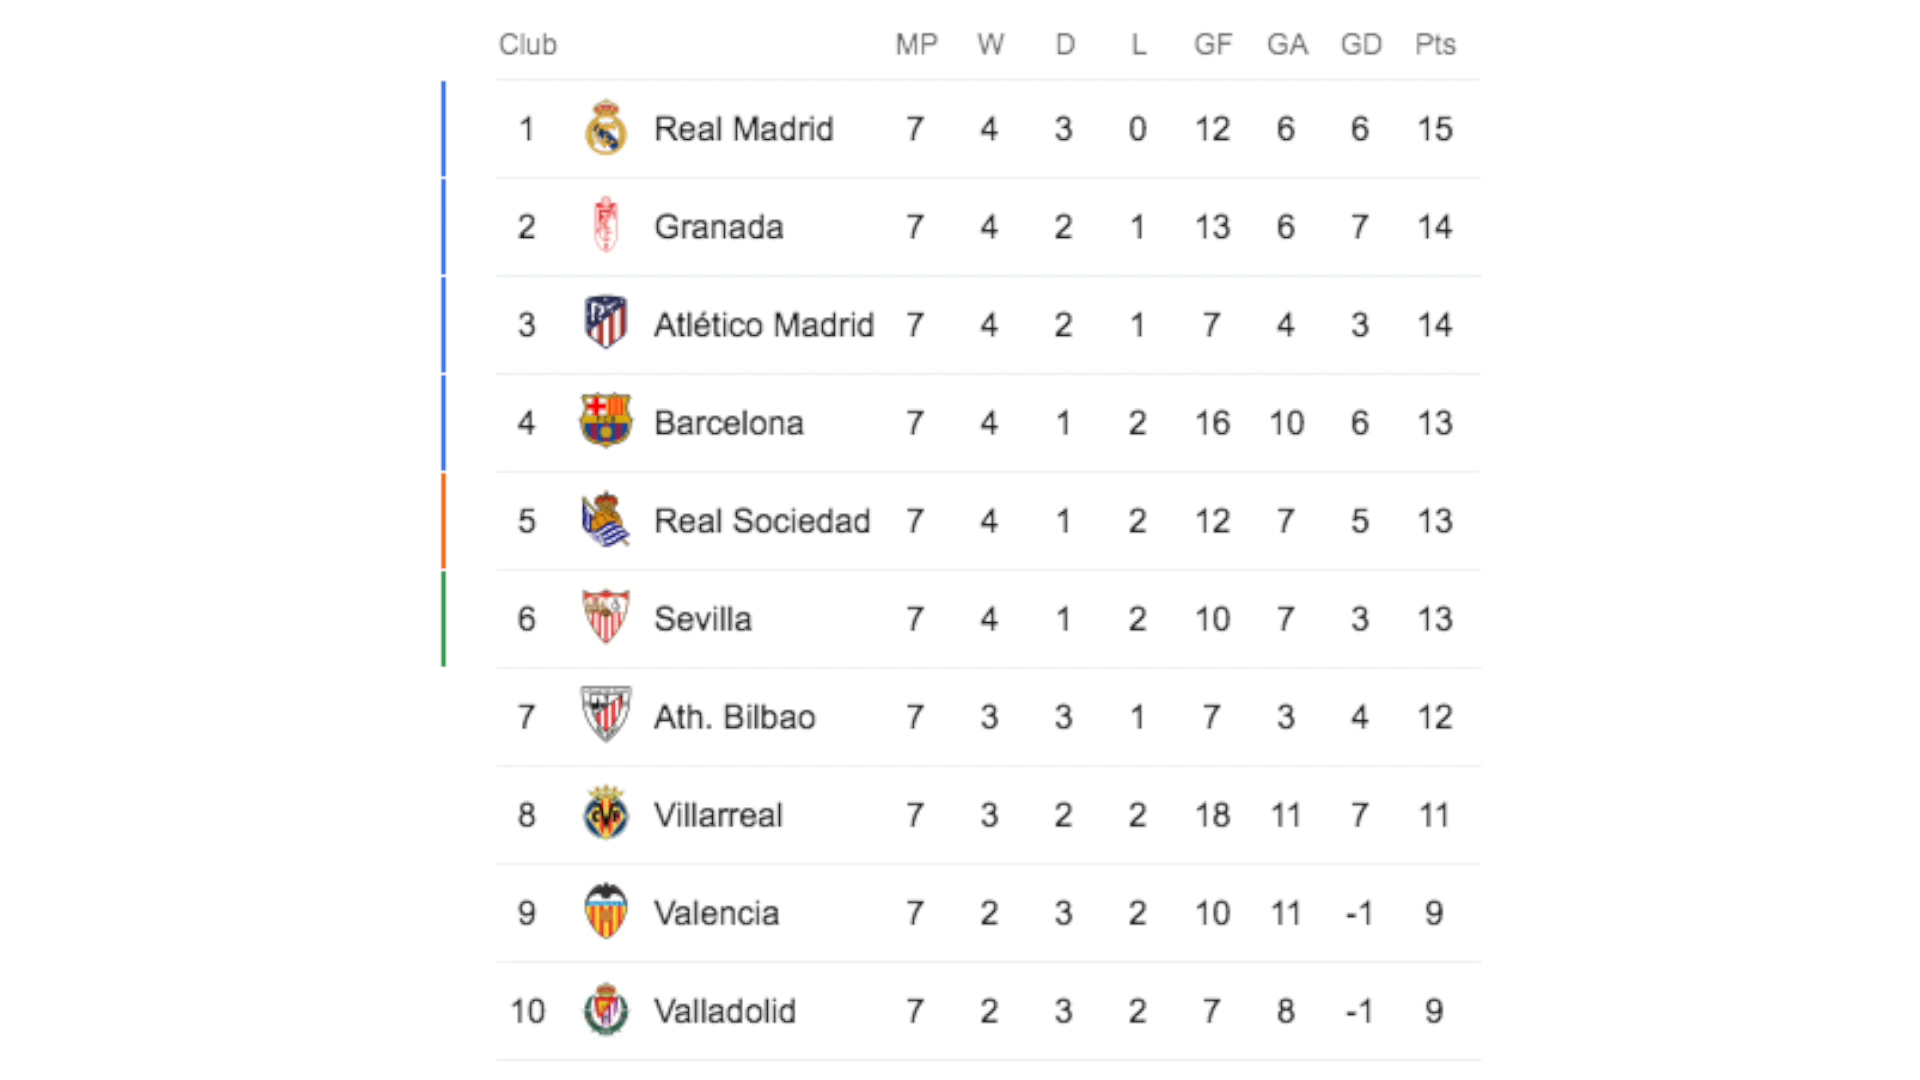 Club MP W D L GF GA GD Pts
1 Real Madrid 7 4 3 0 12 6 6 15
2 Granada 7 4 2 1 13 6 7 14
3 Atlético Madrid 7 4 2 1 7 4 3 14
4 Barcelona 7 4 1 2 16 10 6 13
5 Real Sociedad 7 4 1 2 12 7 5 13
6 Sevilla 7 4 1 2 10 7 3 13
7 Ath. Bilbao 7 3 3 1 7 3 4 12
8 Villarreal 7 3 2 2 18 11 7 11
9 Valencia 7 2 3 2 10 11 -1 9
10 Valladolid 7 2 3 2 7 8 -1 9